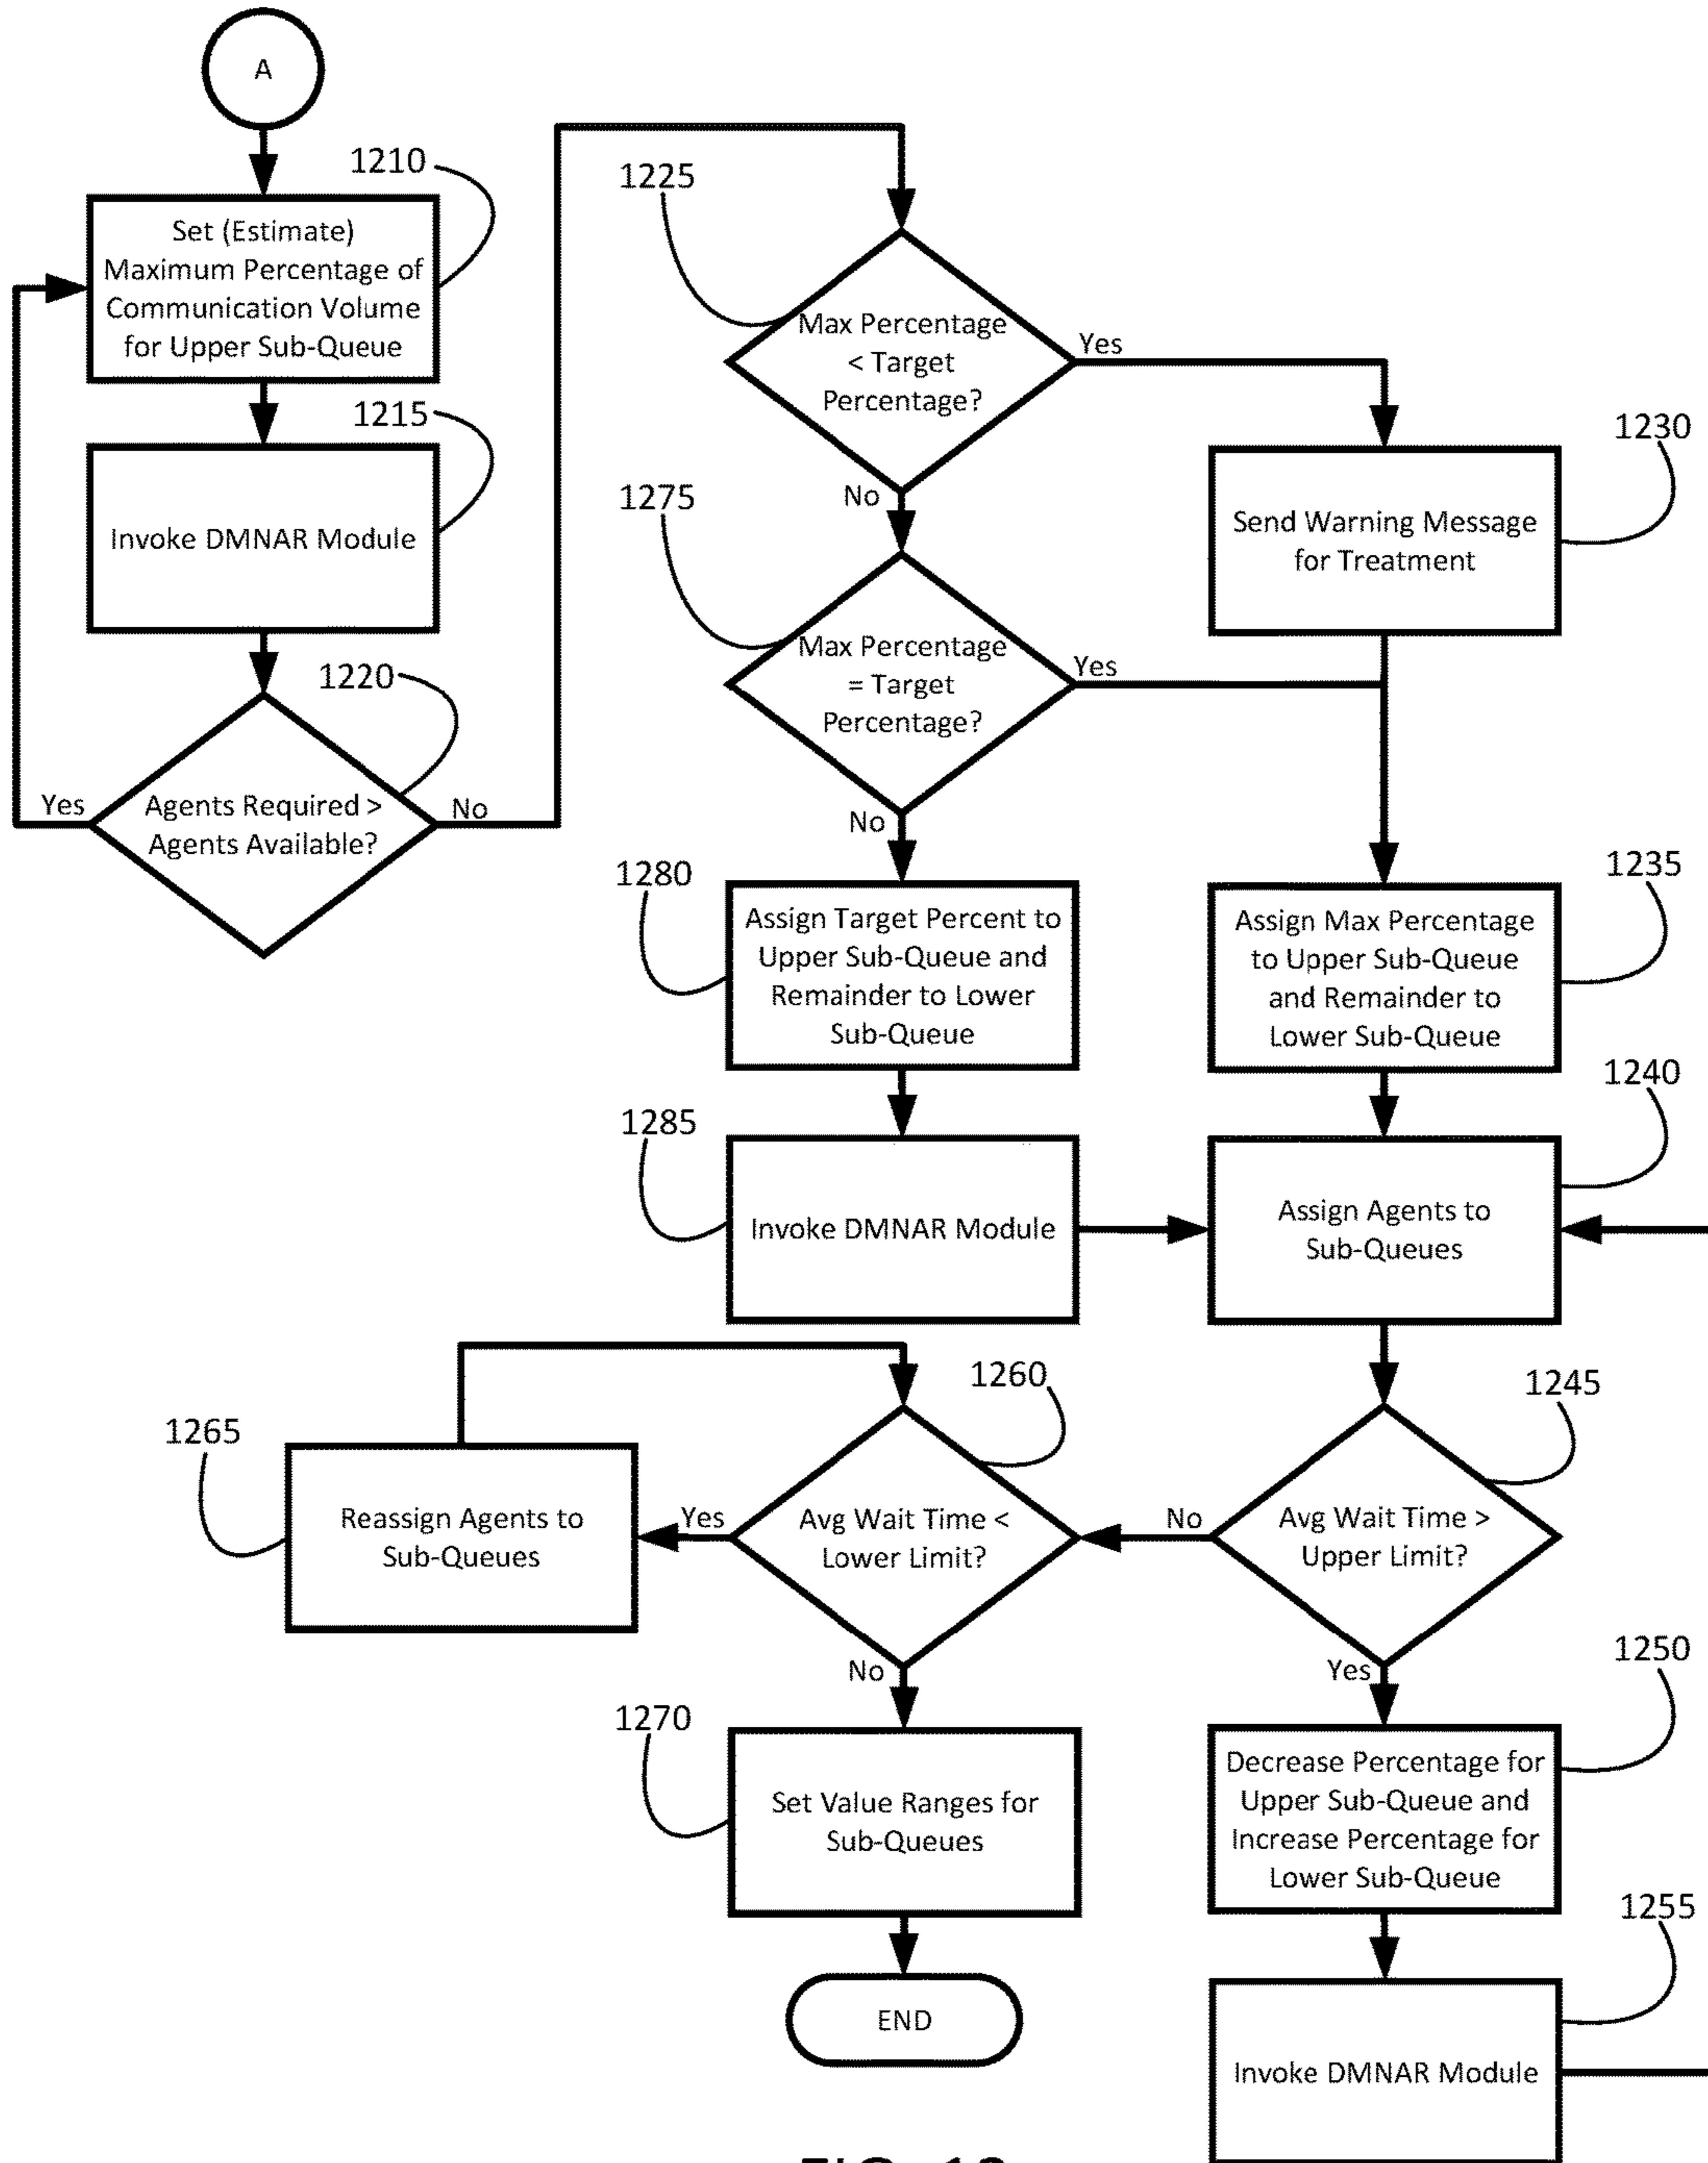 A
1210
Set (Estimate)
Maximum Percentage of
Communication Volume
for Upper Sub-Queue
1215
Invoke DMNAR Module
1220
Agents Required >
Agents Available?
Yes
No
1225
Max Percentage
< Target
Percentage?
Yes
No
1230
Send Warning Message
for Treatment
1275
Max Percentage
= Target
Percentage?
Yes
No
1280
Assign Target Percent to
Upper Sub-Queue and
Remainder to Lower
Sub-Queue
1235
Assign Max Percentage
to Upper Sub-Queue
and Remainder to
Lower Sub-Queue
1285
Invoke DMNAR Module
1240
Assign Agents to
Sub-Queues
1245
Avg Wait Time >
Upper Limit?
No
Yes
1260
Avg Wait Time <
Lower Limit?
Yes
No
1265
Reassign Agents to
Sub-Queues
1270
Set Value Ranges for
Sub-Queues
END
1250
Decrease Percentage for
Upper Sub-Queue and
Increase Percentage for
Lower Sub-Queue
1255
Invoke DMNAR Module